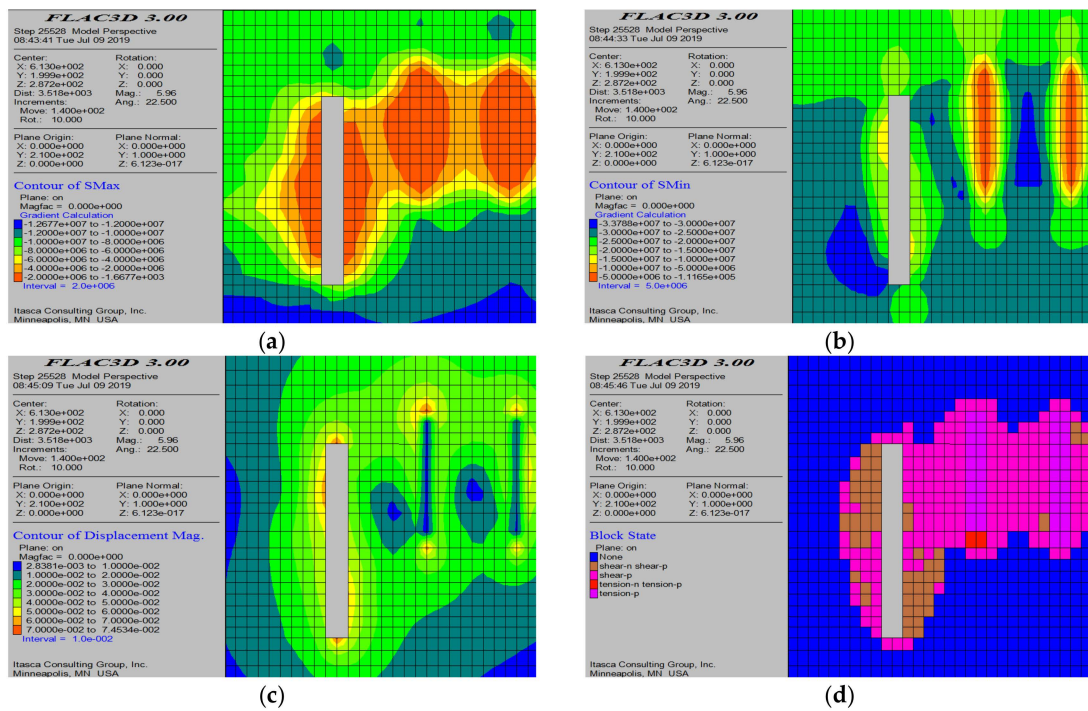 FLAC3D 3.00
Step 25528 Model Perspective
08:43:41 Tue Jul 09 2019
Center: Rotation:
X: 6.130e+002 X: 0.000
Y: 1.999e+002 Y: 0.000
Z: 2.872e+002 Z: 0.000
Dist: 3.518e+003 Mag.: 5.96
Increments: Ang.: 22.500
Move: 1.400e+002
Rot.: 10.000
Plane Origin: Plane Normal:
X: 0.000e+000 X: 0.000e+000
Y: 2.100e+002 Y: 1.000e+000
Z: 0.000e+000 Z: 6.123e-017
Contour of SMax
Plane: on
Magfac = 0.000e+000
Gradient Calculation
-1.2677e+007 to -1.2000e+007
-1.2000e+007 to -1.0000e+007
-1.0000e+007 to -8.0000e+006
-8.0000e+006 to -6.0000e+006
-6.0000e+006 to -4.0000e+006
-4.0000e+006 to -2.0000e+006
-2.0000e+006 to -1.6677e+003
Interval = 2.0e+006
Itasca Consulting Group, Inc.
Minneapolis, MN USA
(a)
FLAC3D 3.00
Step 25528 Model Perspective
08:44:33 Tue Jul 09 2019
Center: Rotation:
X: 6.130e+002 X: 0.000
Y: 1.999e+002 Y: 0.000
Z: 2.872e+002 Z: 0.000
Dist: 3.518e+003 Mag.: 5.96
Increments: Ang.: 22.500
Move: 1.400e+002
Rot.: 10.000
Plane Origin: Plane Normal:
X: 0.000e+000 X: 0.000e+000
Y: 2.100e+002 Y: 1.000e+000
Z: 0.000e+000 Z: 6.123e-017
Contour of SMin
Plane: on
Magfac = 0.000e+000
Gradient Calculation
-3.3788e+007 to -3.0000e+007
-3.0000e+007 to -2.5000e+007
-2.5000e+007 to -2.0000e+007
-2.0000e+007 to -1.5000e+007
-1.5000e+007 to -1.0000e+007
-1.0000e+007 to -5.0000e+006
-5.0000e+006 to -1.1165e+005
Interval = 5.0e+006
Itasca Consulting Group, Inc.
Minneapolis, MN USA
(b)
FLAC3D 3.00
Step 25528 Model Perspective
08:45:09 Tue Jul 09 2019
Center: Rotation:
X: 6.130e+002 X: 0.000
Y: 1.999e+002 Y: 0.000
Z: 2.872e+002 Z: 0.000
Dist: 3.518e+003 Mag.: 5.96
Increments: Ang.: 22.500
Move: 1.400e+002
Rot.: 10.000
Plane Origin: Plane Normal:
X: 0.000e+000 X: 0.000e+000
Y: 2.100e+002 Y: 1.000e+000
Z: 0.000e+000 Z: 6.123e-017
Contour of Displacement Mag.
Plane: on
Magfac = 0.000e+000
2.8381e-003 to 1.0000e-002
1.0000e-002 to 2.0000e-002
2.0000e-002 to 3.0000e-002
3.0000e-002 to 4.0000e-002
4.0000e-002 to 5.0000e-002
5.0000e-002 to 6.0000e-002
6.0000e-002 to 7.0000e-002
7.0000e-002 to 7.4534e-002
Interval = 1.0e-002
Itasca Consulting Group, Inc.
Minneapolis, MN USA
(c)
FLAC3D 3.00
Step 25528 Model Perspective
08:45:46 Tue Jul 09 2019
Center: Rotation:
X: 6.130e+002 X: 0.000
Y: 1.999e+002 Y: 0.000
Z: 2.872e+002 Z: 0.000
Dist: 3.518e+003 Mag.: 5.96
Increments: Ang.: 22.500
Move: 1.400e+002
Rot.: 10.000
Plane Origin: Plane Normal:
X: 0.000e+000 X: 0.000e+000
Y: 2.100e+002 Y: 1.000e+000
Z: 0.000e+000 Z: 6.123e-017
Block State
Plane: on
None
shear-n shear-p
shear-p
tension-n tension-p
tension-p
Itasca Consulting Group, Inc.
Minneapolis, MN USA
(d)